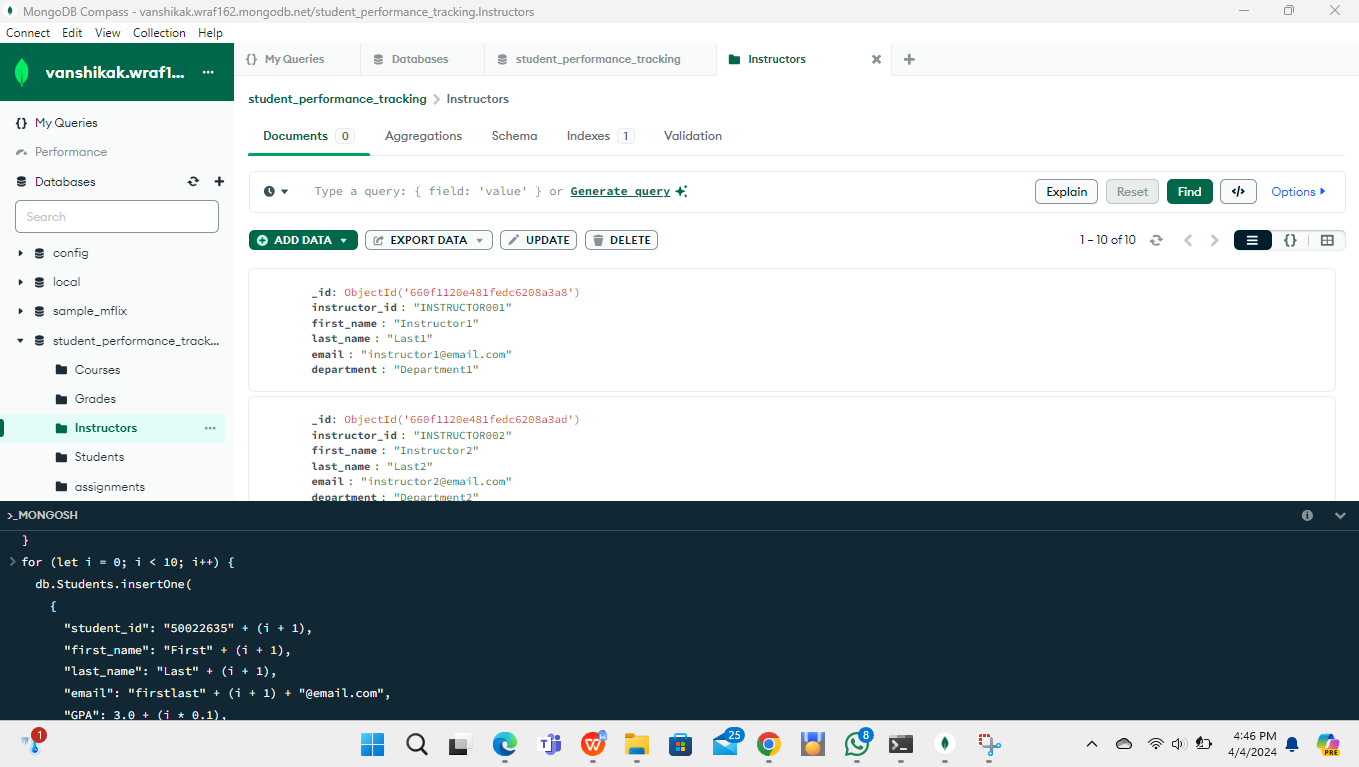 MongoDB Compass - vanshikak.wraf162.mongodb.net/student_performance_tracking.Instructors
Connect Edit View Collection Help
vanshikak.wraf1... ...
{} My Queries
Databases
student_performance_tracking
Instructors
student_performance_tracking > Instructors
{} My Queries
Performance
Databases
Search
config
local
sample_mflix
student_performance_track...
Courses
Grades
Instructors ...
Students
assignments
Documents 0 Aggregations Schema Indexes 1 Validation
Type a query: { field: 'value' } or Generate query
Explain Reset Find </> Options
ADD DATA EXPORT DATA UPDATE DELETE
1 – 10 of 10
{}
_id: ObjectId('660f1120e481fedc6208a3a8')
instructor_id : "INSTRUCTOR001"
first_name : "Instructor1"
last_name : "Last1"
email : "instructor1@email.com"
department : "Department1"
_id: ObjectId('660f1120e481fedc6208a3ad')
instructor_id : "INSTRUCTOR002"
first_name : "Instructor2"
last_name : "Last2"
email : "instructor2@email.com"
department : "Department2"
>_MONGOSH
}
> for (let i = 0; i < 10; i++) {
db.Students.insertOne(
{
"student_id": "50022635" + (i + 1),
"first_name": "First" + (i + 1),
"last_name": "Last" + (i + 1),
"email": "firstlast" + (i + 1) + "@email.com",
"GPA": 3.0 + (i * 0.1),
1
25
8
4:46 PM
4/4/2024
PRE